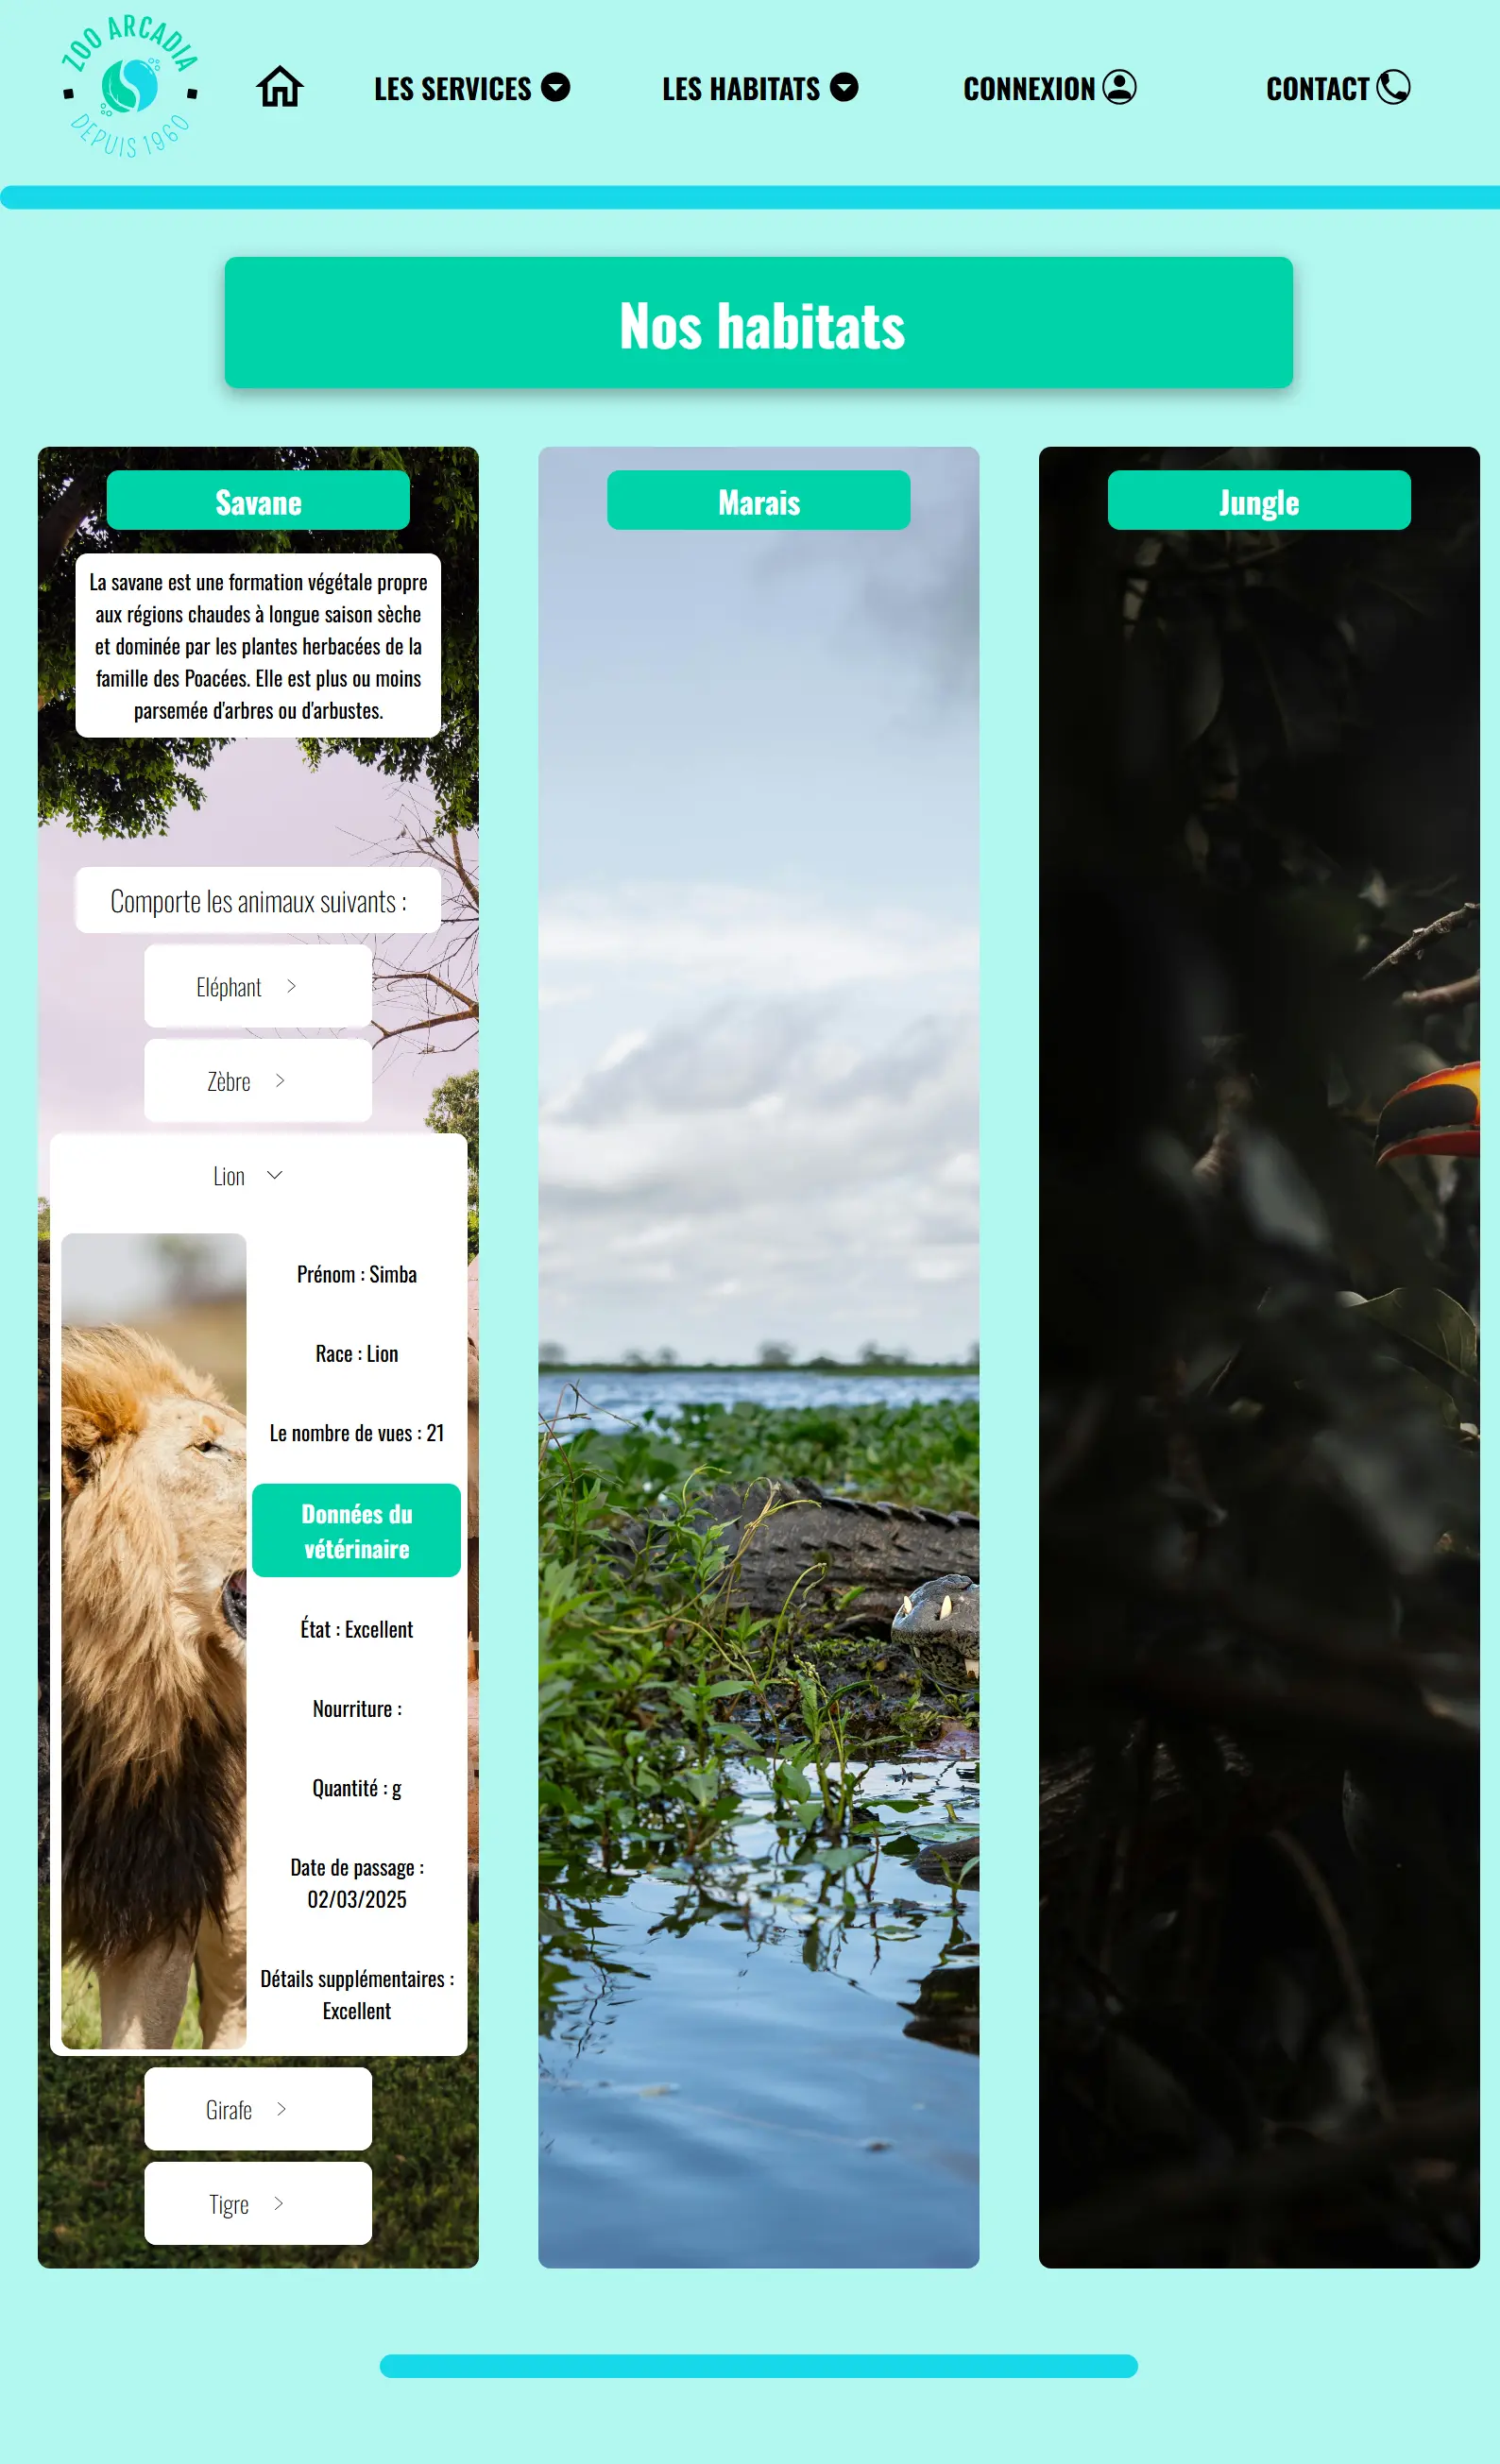 ZOO ARCADIA
DEPUIS 1960
LES SERVICES
LES HABITATS
CONNEXION
CONTACT
Nos habitats
Savane
La savane est une formation végétale propre
aux régions chaudes à longue saison sèche
et dominée par les plantes herbacées de la
famille des Poacées. Elle est plus ou moins
parsemée d'arbres ou d'arbustes.
Comporte les animaux suivants :
Eléphant
Zèbre
Lion
Prénom : Simba
Race : Lion
Le nombre de vues : 21
Données du
vétérinaire
État : Excellent
Nourriture :
Quantité : g
Date de passage :
02/03/2025
Détails supplémentaires :
Excellent
Girafe
Tigre
Marais
Jungle